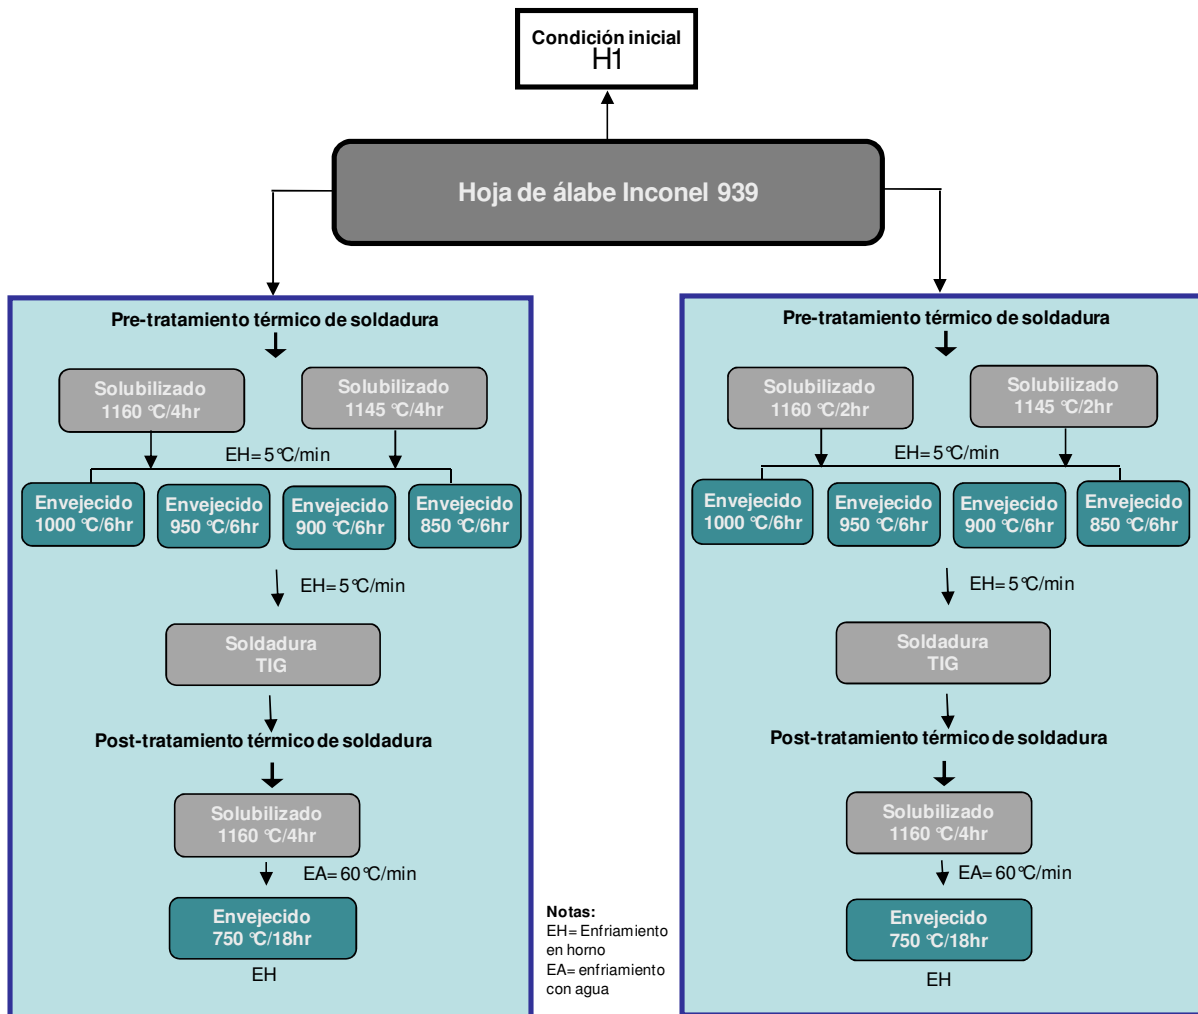 Condición inicial
H1
Hoja de álabe Inconel 939
Pre-tratamiento térmico de soldadura
Solubilizado
1160 °C/4hr
Solubilizado
1145 °C/4hr
EH= 5°C/min
Envejecido
1000 °C/6hr
Envejecido
950 °C/6hr
Envejecido
900 °C/6hr
Envejecido
850 °C/6hr
EH= 5°C/min
Soldadura
TIG
Post-tratamiento térmico de soldadura
Solubilizado
1160 °C/4hr
EA= 60°C/min
Envejecido
750 °C/18hr
EH
Notas:
EH= Enfriamiento
en horno
EA= enfriamiento
con agua
Pre-tratamiento térmico de soldadura
Solubilizado
1160 °C/2hr
Solubilizado
1145 °C/2hr
EH= 5°C/min
Envejecido
1000 °C/6hr
Envejecido
950 °C/6hr
Envejecido
900 °C/6hr
Envejecido
850 °C/6hr
EH= 5°C/min
Soldadura
TIG
Post-tratamiento térmico de soldadura
Solubilizado
1160 °C/4hr
EA= 60°C/min
Envejecido
750 °C/18hr
EH